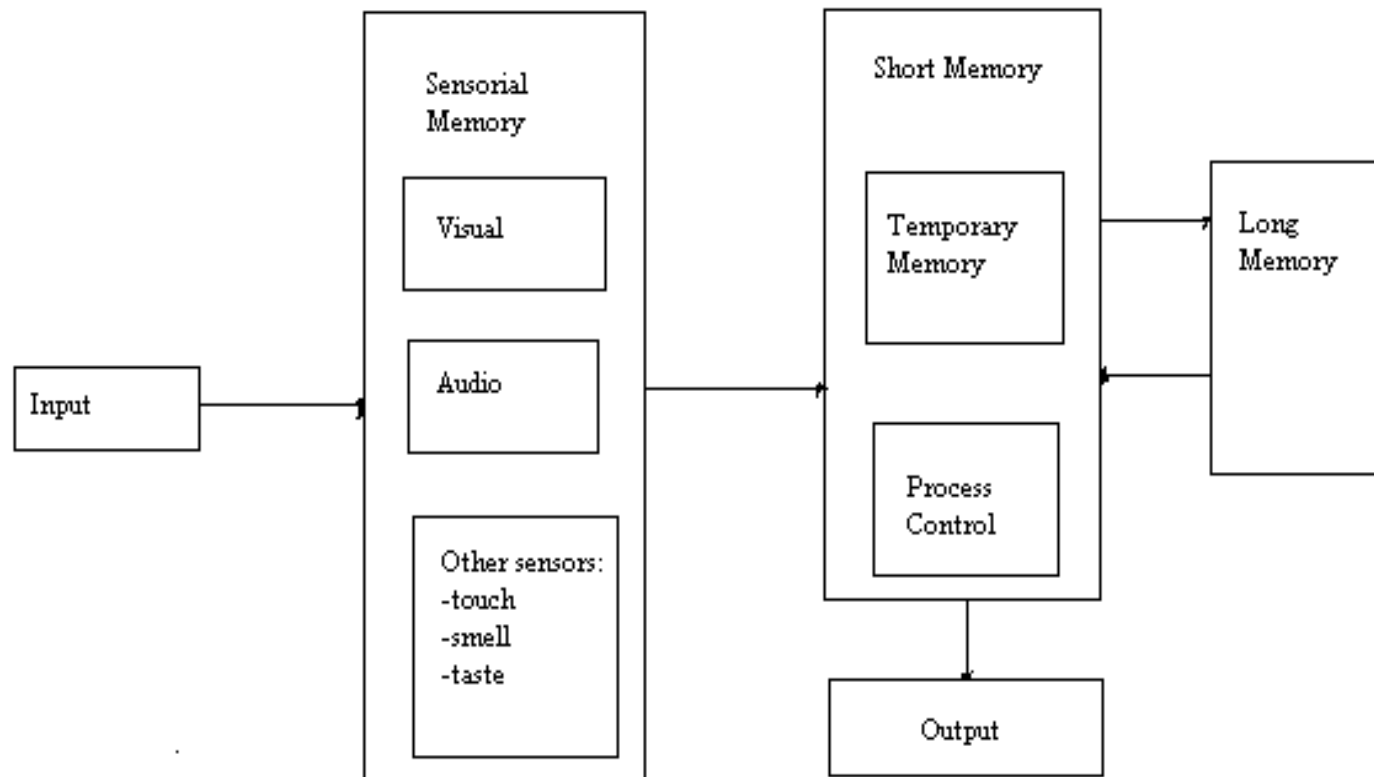 Input
Sensorial
Memory
Visual
Audio
Other sensors:
-touch
-smell
-taste
Short Memory
Temporary
Memory
Process
Control
Long
Memory
Output